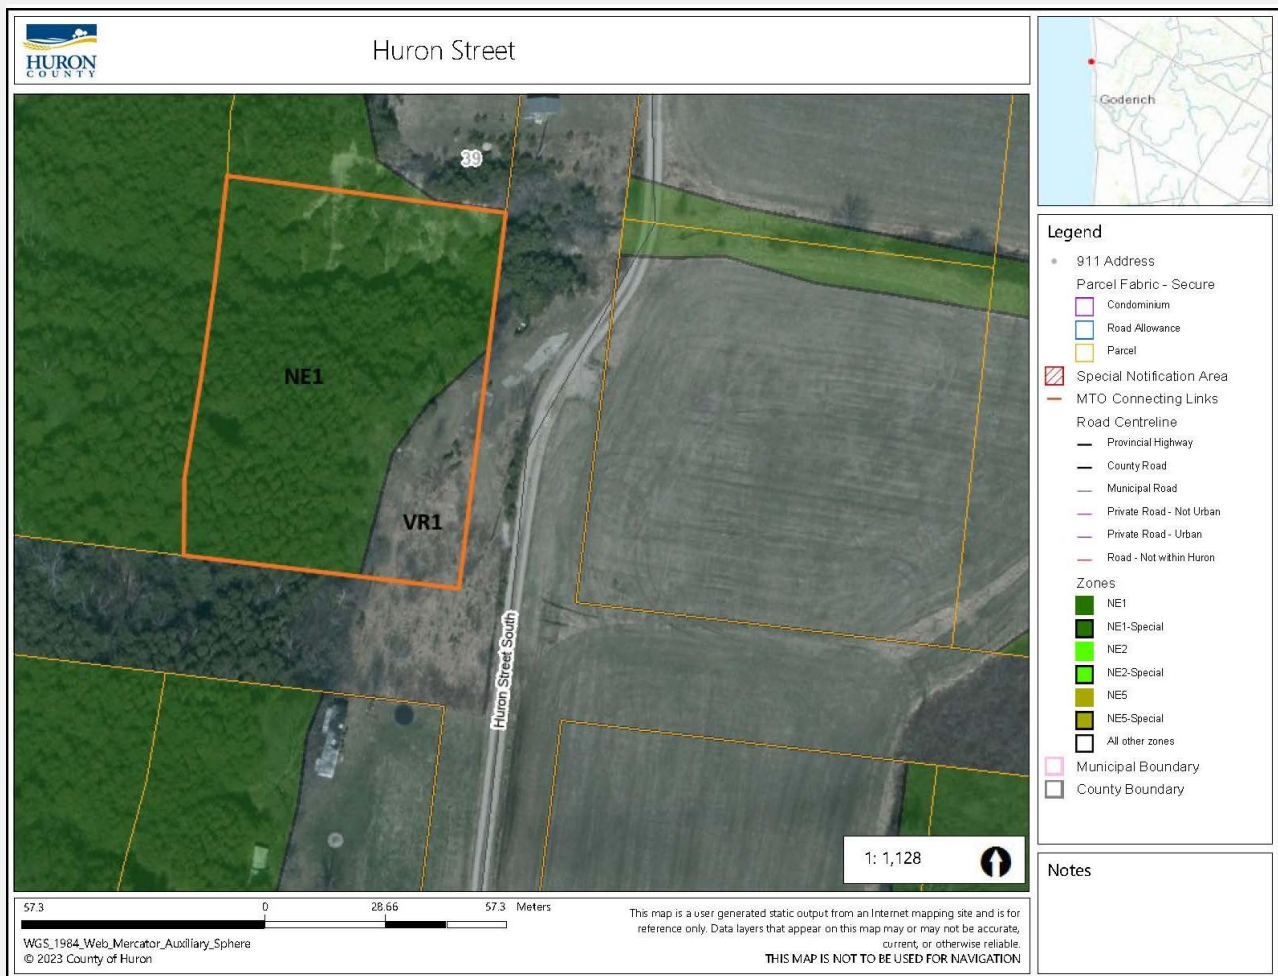 HURON
COUNTY
Huron Street
Goderich
39
NE1
VR1
Huron Street South
1: 1,128
Legend
911 Address
Parcel Fabric - Secure
Condominium
Road Allowance
Parcel
Special Notification Area
MTO Connecting Links
Road Centreline
Provincial Highway
County Road
Municipal Road
Private Road - Not Urban
Private Road - Urban
Road - Not within Huron
Zones
NE1
NE1-Special
NE2
NE2-Special
NE5
NE5-Special
All other zones
Municipal Boundary
County Boundary
Notes
57.3 0 28.66 57.3 Meters
WGS_1984_Web_Mercator_Auxiliary_Sphere
© 2023 County of Huron
This map is a user generated static output from an Internet mapping site and is for
reference only. Data layers that appear on this map may or may not be accurate,
current, or otherwise reliable.
THIS MAP IS NOT TO BE USED FOR NAVIGATION